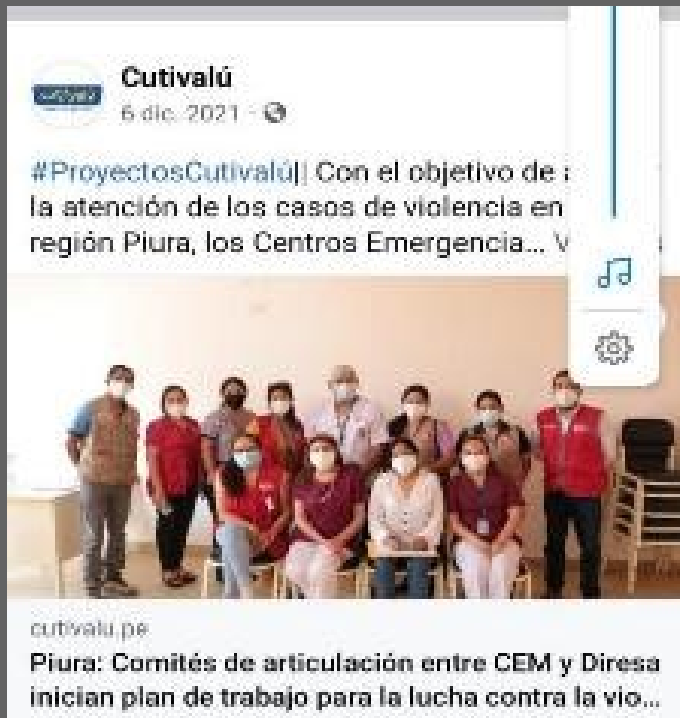 Cutivalú
6 dic. 2021 ·
#ProyectosCutivalú|| Con el objetivo de
la atención de los casos de violencia en
región Piura, los Centros Emergencia...
cutivalu.pe
Piura: Comités de articulación entre CEM y Diresa
inician plan de trabajo para la lucha contra la vio...